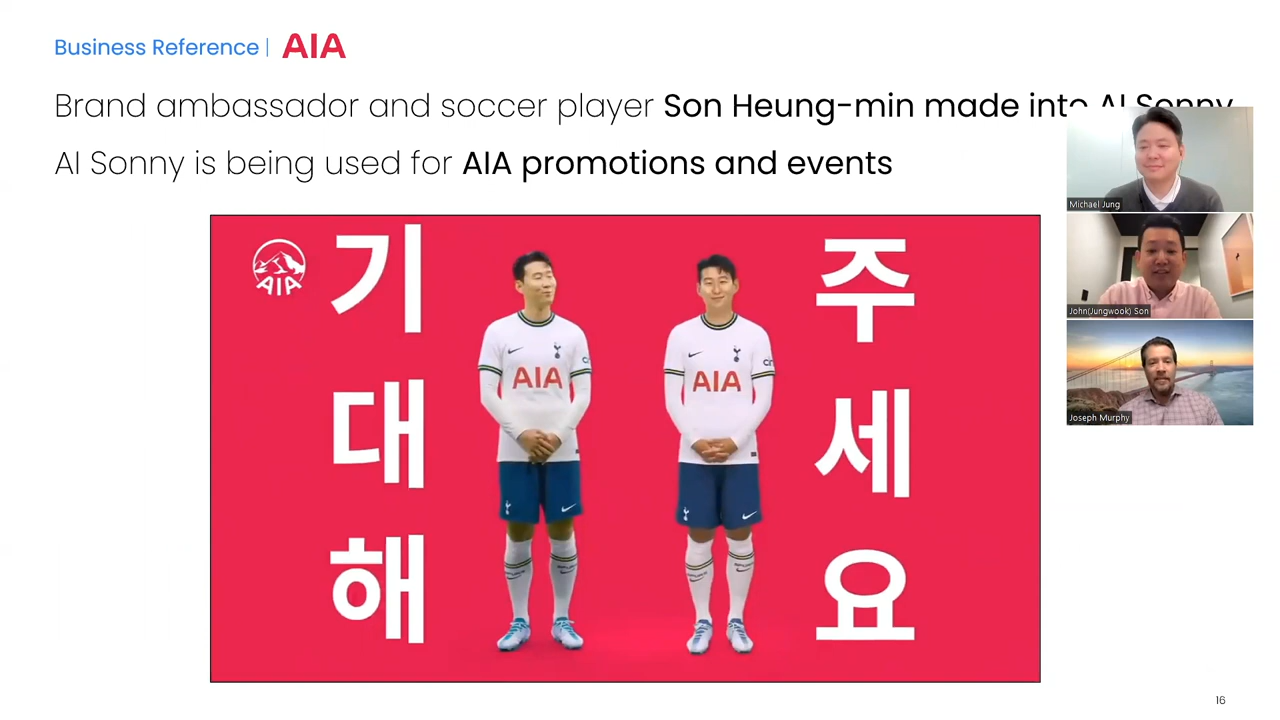 Business Reference | AIA
Brand ambassador and soccer player Son Heung-min made into AI Sonny
AI Sonny is being used for AIA promotions and events
AIA
기대해
주세요
AIA
AIA
Michael Jung
John(Jungwook) Son
Joseph Murphy
16